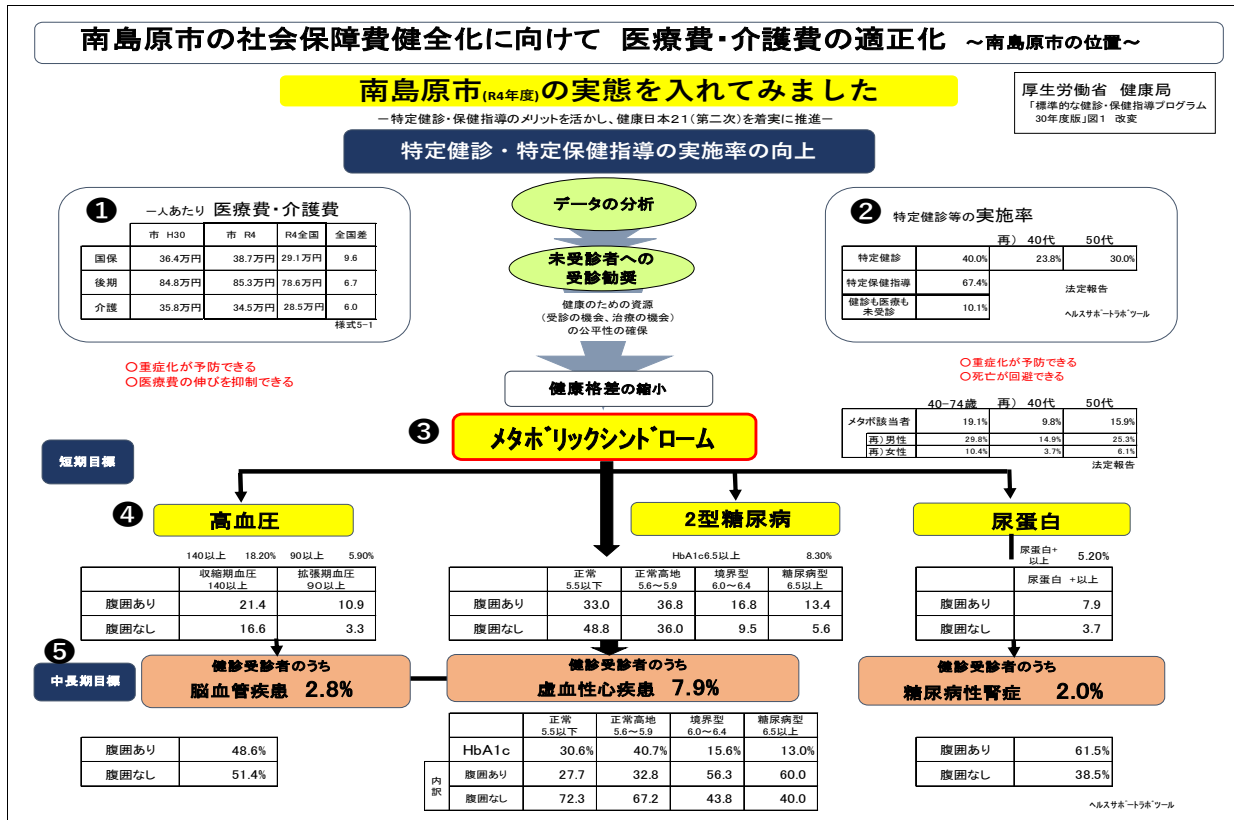 南島原市の社会保障費健全化に向けて 医療費・介護費の適正化 ～南島原市の位置～
南島原市(R4年度)の実態を入れてみました
－特定健診・保健指導のメリットを活かし、健康日本21(第二次)を着実に推進－
厚生労働省 健康局
「標準的な健診・保健指導プログラム
30年度版」図1 改変
特定健診・特定保健指導の実施率の向上
❶ 一人あたり 医療費・介護費
市 H30 市 R4 R4全国 全国差
国保 36.4万円 38.7万円 29.1万円 9.6
後期 84.8万円 85.3万円 78.6万円 6.7
介護 35.8万円 34.5万円 28.5万円 6.0
様式5-1
○重症化が予防できる
○医療費の伸びを抑制できる
データの分析
未受診者への
受診勧奨
健康のための資源
(受診の機会、治療の機会)
の公平性の確保
健康格差の縮小
❷ 特定健診等の実施率
再) 40代 50代
特定健診 40.0% 23.8% 30.0%
特定保健指導 67.4%
法定報告
健診も医療も
未受診 10.1%
ヘルスサポートラボツール
○重症化が予防できる
○死亡が回避できる
40-74歳 再) 40代 50代
メタボ該当者 19.1% 9.8% 15.9%
再)男性 29.8% 14.9% 25.3%
再)女性 10.4% 3.7% 6.1%
法定報告
❸ メタボリックシンドローム
短期目標
❹ 高血圧
140以上 18.20% 90以上 5.90%
収縮期血圧
140以上
拡張期血圧
90以上
腹囲あり 21.4 10.9
腹囲なし 16.6 3.3
2型糖尿病
HbA1c6.5以上 8.30%
正常
5.5以下
正常高地
5.6～5.9
境界型
6.0～6.4
糖尿病型
6.5以上
腹囲あり 33.0 36.8 16.8 13.4
腹囲なし 48.8 36.0 9.5 5.6
尿蛋白
尿蛋白+
以上 5.20%
尿蛋白 +以上
腹囲あり 7.9
腹囲なし 3.7
❺
中長期目標
健診受診者のうち
脳血管疾患 2.8%
健診受診者のうち
虚血性心疾患 7.9%
健診受診者のうち
糖尿病性腎症 2.0%
腹囲あり 48.6%
腹囲なし 51.4%
正常
5.5以下
正常高地
5.6～5.9
境界型
6.0～6.4
糖尿病型
6.5以上
HbA1c 30.6% 40.7% 15.6% 13.0%
内訳
腹囲あり 27.7 32.8 56.3 60.0
腹囲なし 72.3 67.2 43.8 40.0
腹囲あり 61.5%
腹囲なし 38.5%
ヘルスサポートラボツール